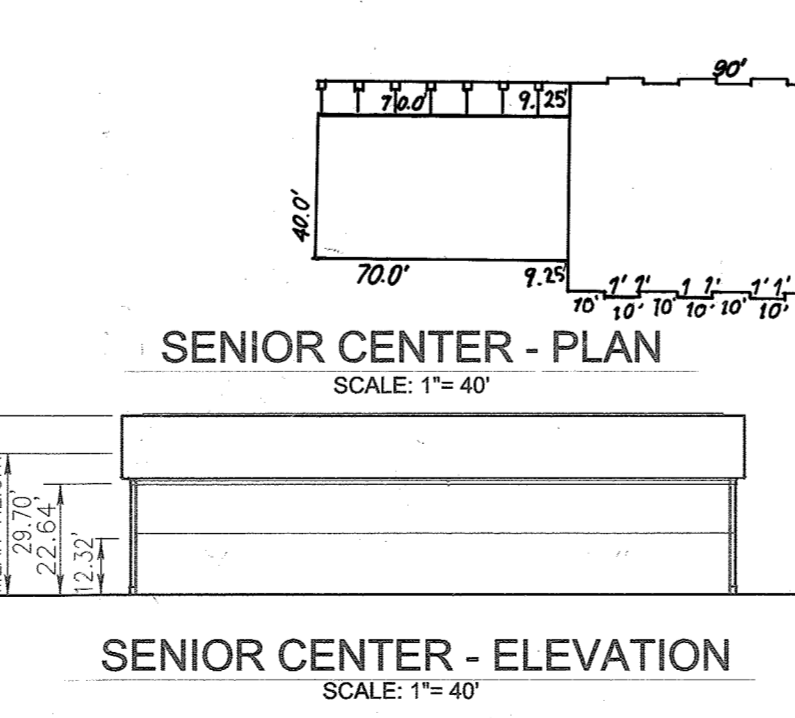 90'
70.0' 9.25'
40.0'
70.0' 9.25'
1' 1' 1 1' 1' 1'
10' 10' 10' 10' 10' 10'
SENIOR CENTER - PLAN
SCALE: 1"= 40'
29.70'
22.64'
12.32'
SENIOR CENTER - ELEVATION
SCALE: 1"= 40'